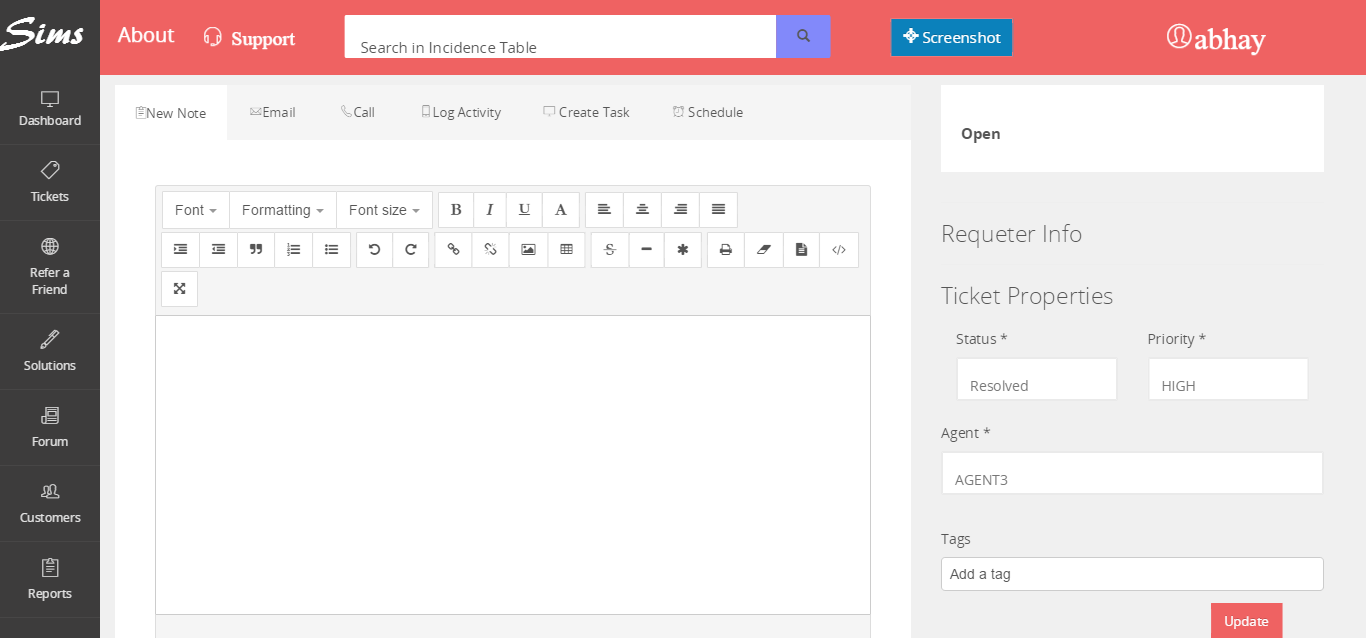 Sims
About
Support
Search in Incidence Table
Screenshot
abhay
Dashboard
Tickets
Refer a
Friend
Solutions
Forum
Customers
Reports
New Note
Email
Call
Log Activity
Create Task
Schedule
Font
Formatting
Font size
B
I
U
A
S
Open
Requeter Info
Ticket Properties
Status *
Priority *
Resolved
HIGH
Agent *
AGENT3
Tags
Add a tag
Update